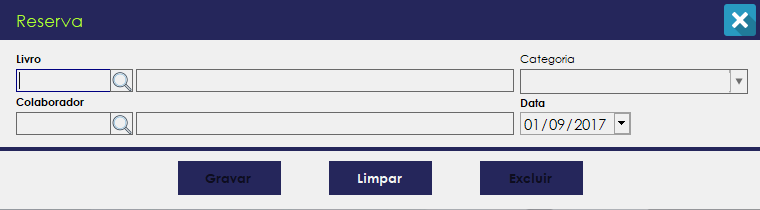 Reserva
Livro
Categoria
Colaborador
Data
01/09/2017
Gravar
Limpar
Excluir